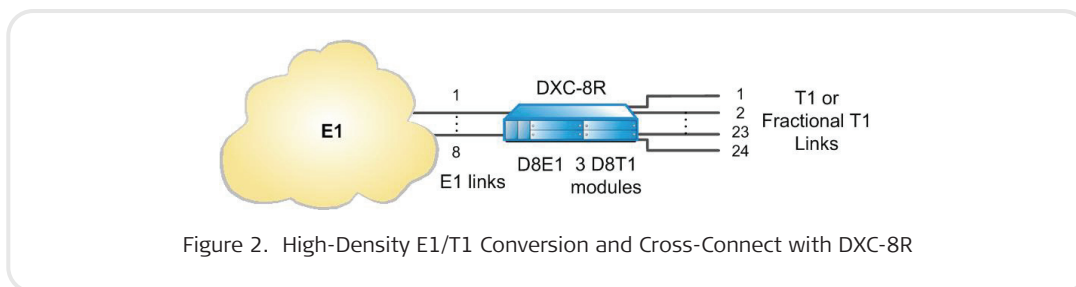 E1
1
8
E1 links
DXC-8R
D8E1 3 D8T1
modules
1
2
23
24
T1 or
Fractional T1
Links
Figure 2. High-Density E1/T1 Conversion and Cross-Connect with DXC-8R